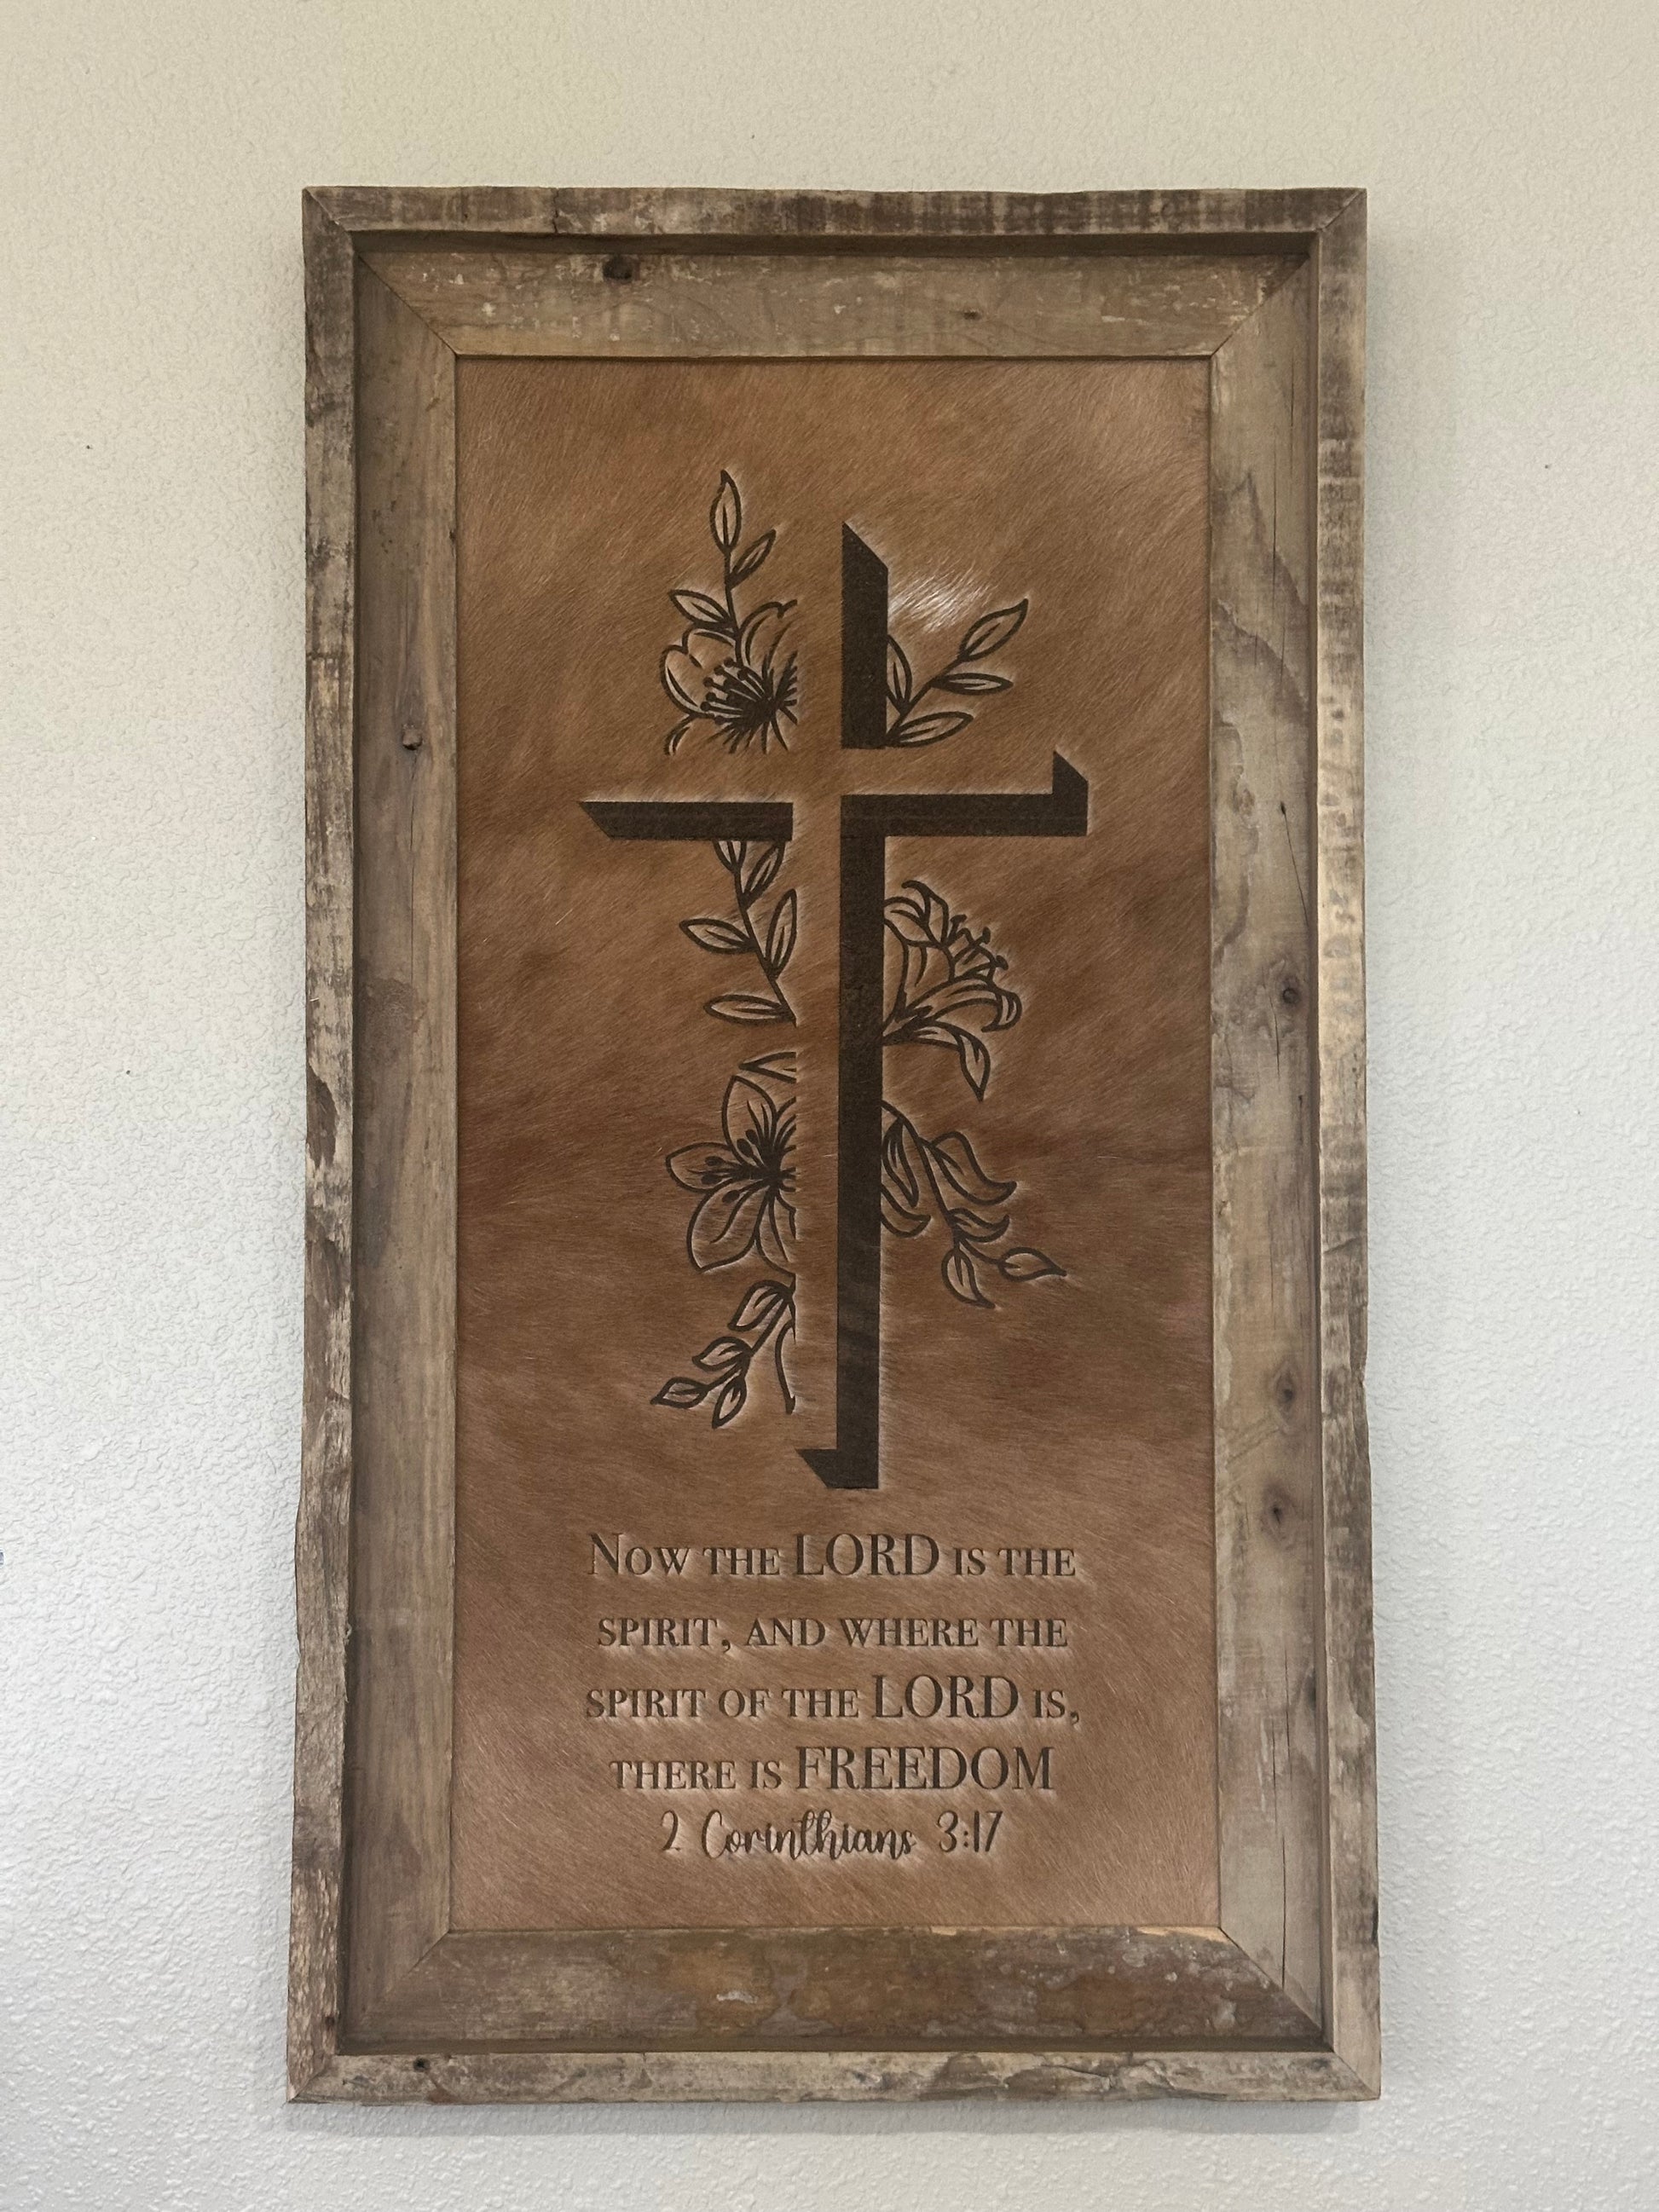 Now the LORD is the
spirit, and where the
spirit of the LORD is,
there is FREEDOM
2 Corinthians 3:17